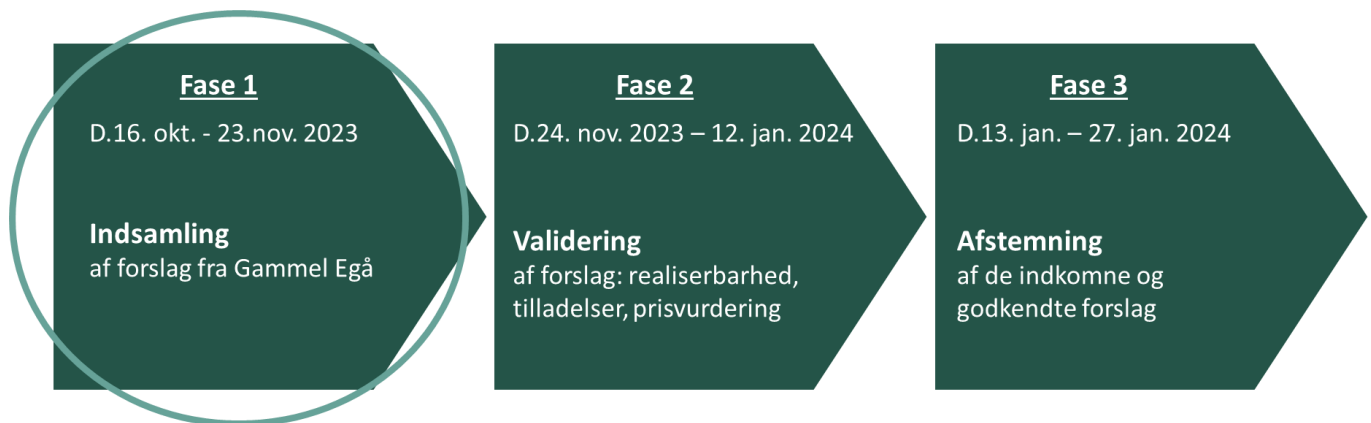 Fase 1
D.16. okt. - 23.nov. 2023
Indsamling
af forslag fra Gammel Egå
Fase 2
D.24. nov. 2023 – 12. jan. 2024
Validering
af forslag: realiserbarhed,
tilladelser, prisvurdering
Fase 3
D.13. jan. – 27. jan. 2024
Afstemning
af de indkomne og
godkendte forslag